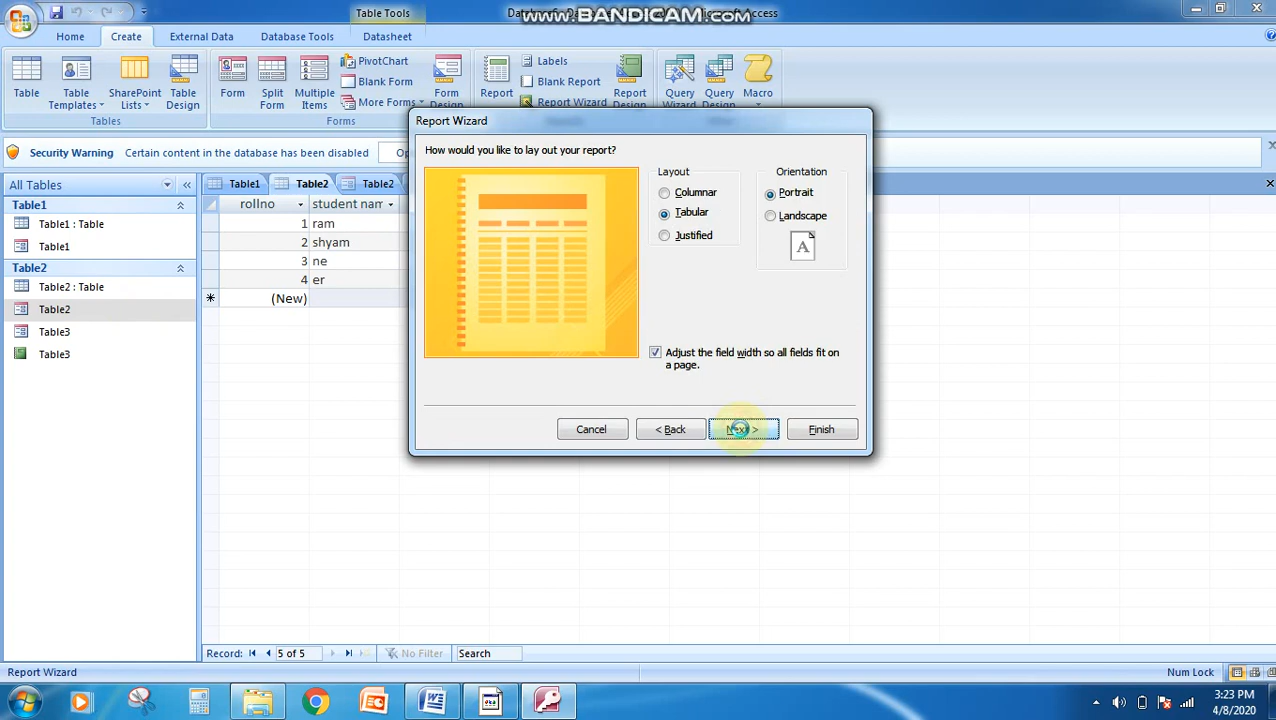 Table Tools
www.BANDICAM.com
Access
Home
Create
External Data
Database Tools
Datasheet
Table
Table Templates
SharePoint Lists
Table Design
Form
Split Form
Multiple Items
PivotChart
Blank Form
More Forms
Form Design
Report
Labels
Blank Report
Report Wizard
Report
Query Wizard
Query Design
Macro
Tables
Forms
Security Warning
Certain content in the database has been disabled
All Tables
Table1
Table1 : Table
Table1
Table2
Table2 : Table
Table2
Table3
Table3
Table1
Table2
Table2
rollno
student nam
1 ram
2 shyam
3 ne
4 er
(New)
Report Wizard
How would you like to lay out your report?
Layout
Columnar
Tabular
Justified
Orientation
Portrait
Landscape
A
Adjust the field width so all fields fit on
a page.
Cancel
< Back
Next >
Finish
Record:
5 of 5
No Filter
Search
Report Wizard
Num Lock
3:23 PM
4/8/2020